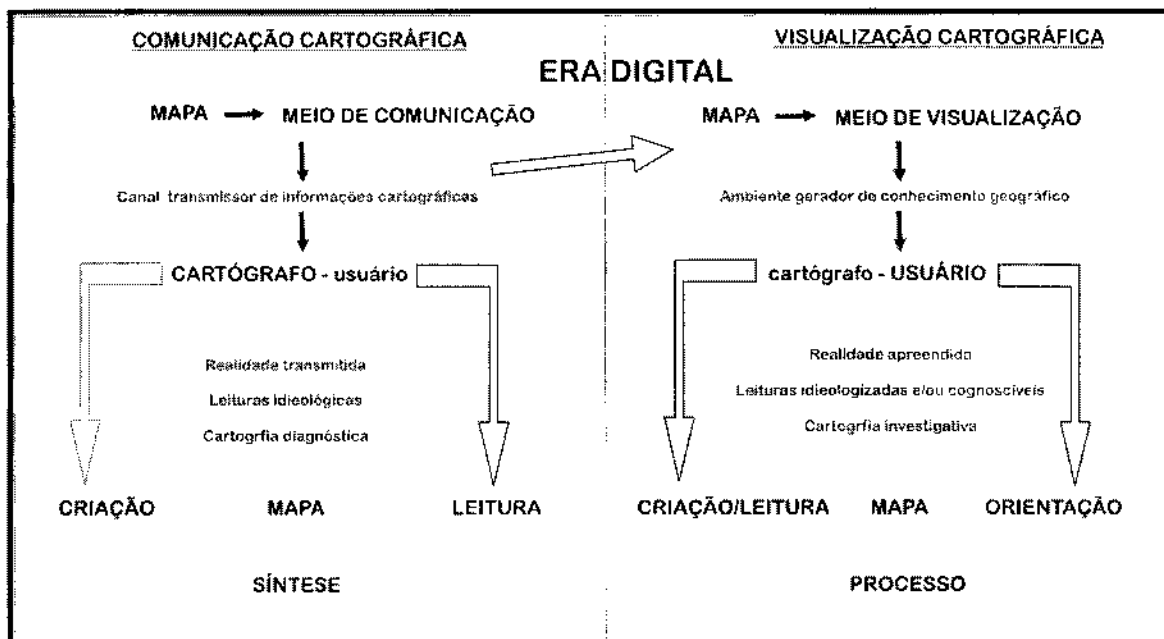 COMUNICAÇÃO CARTOGRÁFICA
VISUALIZAÇÃO CARTOGRÁFICA
ERA DIGITAL
MAPA
MEIO DE COMUNICAÇÃO
Canal transmissor de informações cartográficas
CARTÓGRAFO - usuário
Realidade transmitida
Leituras idieológicas
Cartogrfia diagnóstica
CRIAÇÃO
MAPA
LEITURA
SÍNTESE
MAPA
MEIO DE VISUALIZAÇÃO
Ambiente gerador de conhecimento geográfico
cartógrafo - USUÁRIO
Realidade apreendida
Leituras idieologizadas e/ou cognoscíveis
Cartogrfia investigativa
CRIAÇÃO/LEITURA
MAPA
ORIENTAÇÃO
PROCESSO